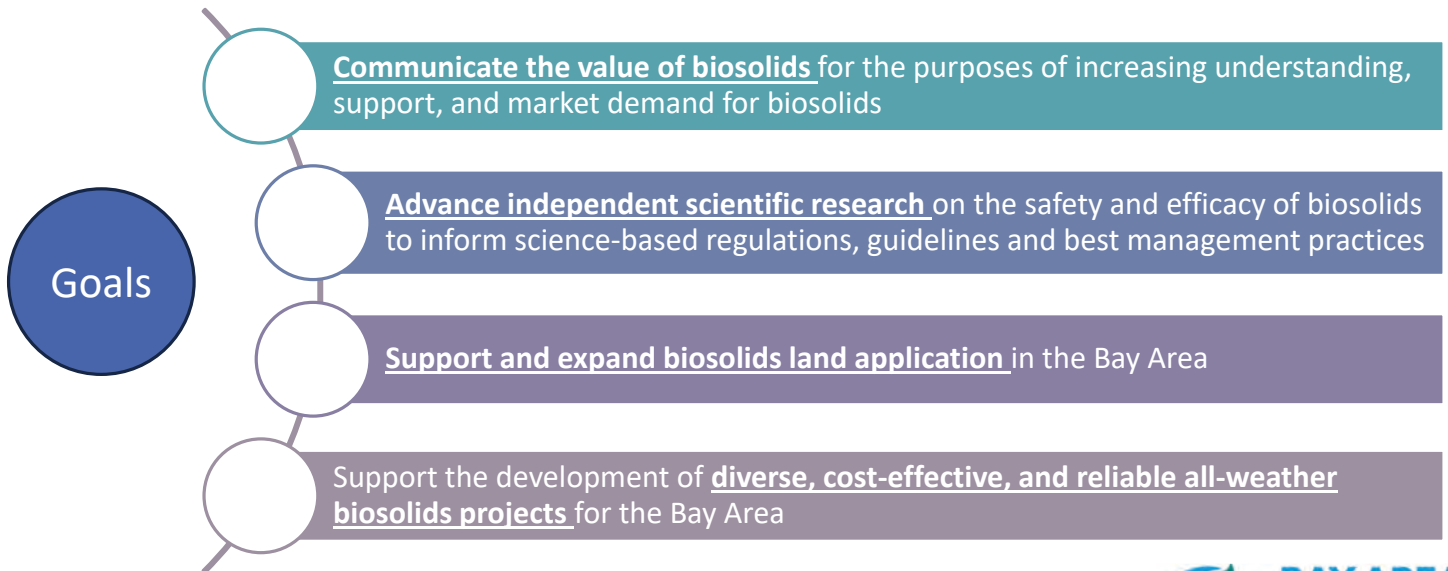 Communicate the value of biosolids for the purposes of increasing understanding,
support, and market demand for biosolids
Advance independent scientific research on the safety and efficacy of biosolids
to inform science-based regulations, guidelines and best management practices
Goals
Support and expand biosolids land application in the Bay Area
Support the development of diverse, cost-effective, and reliable all-weather
biosolids projects for the Bay Area
BAY AREA